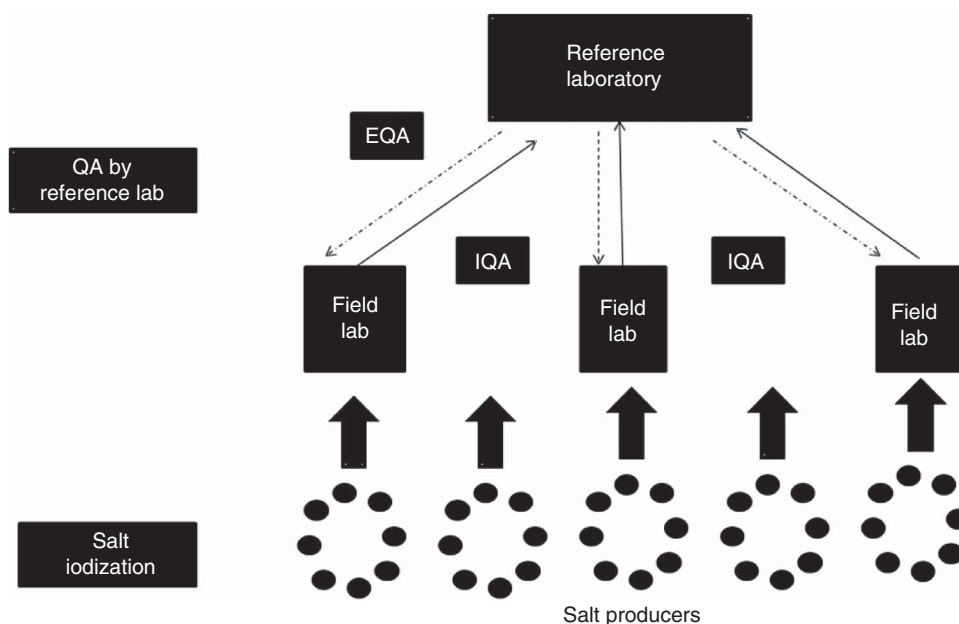 Reference
laboratory
EQA
QA by
reference lab
IQA
IQA
Field
lab
Field
lab
Field
lab
Salt
iodization
Salt producers